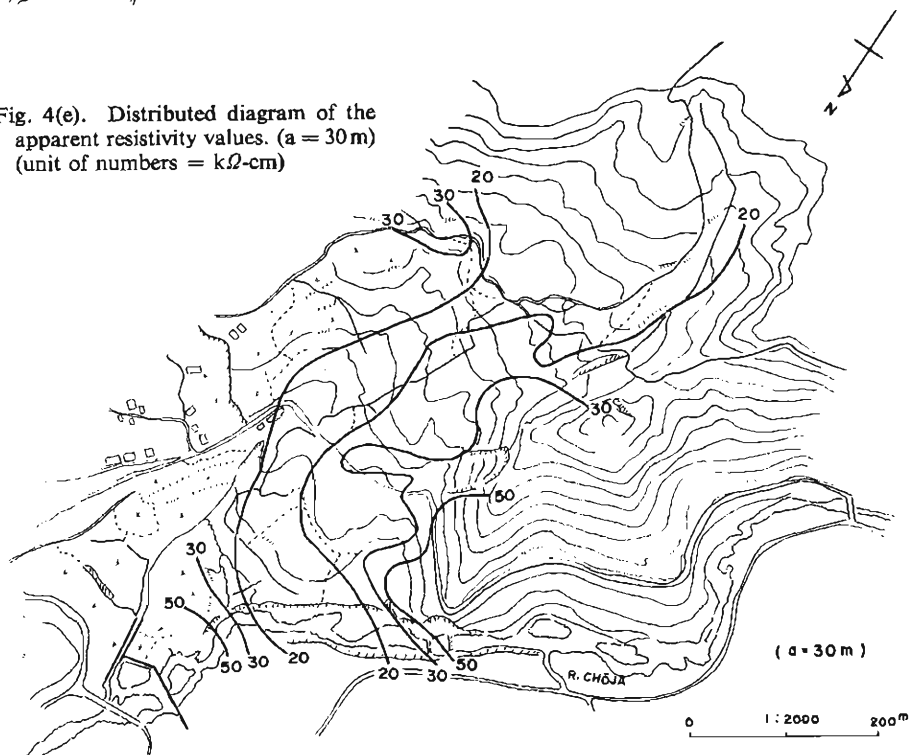 Fig. 4(e). Distributed diagram of the
apparent resistivity values. (a = 30 m)
(unit of numbers = kΩ-cm)
N
20
30
30
20
30
50
30
50
50 30 20
20 30 50
R. CHŌJA
( a = 30 m )
0 1 : 2000 200 m